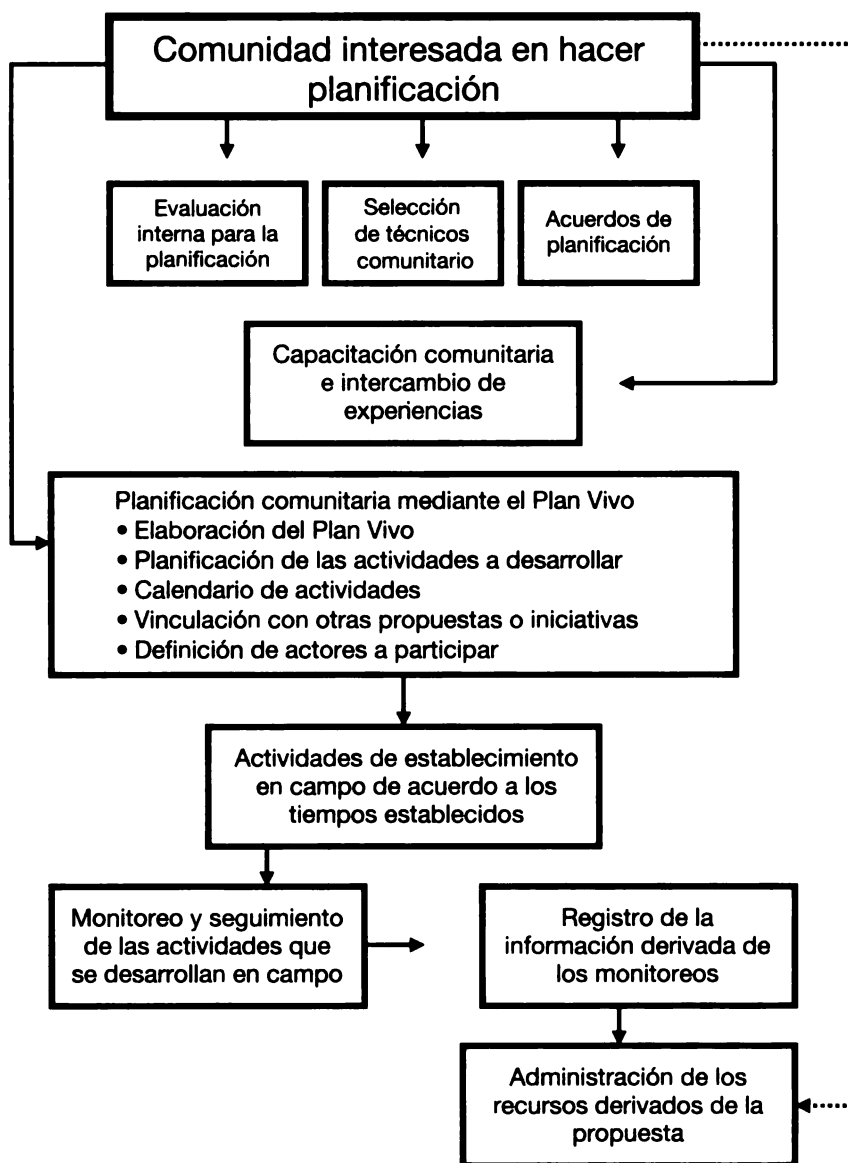 Comunidad interesada en hacer
planificación
Evaluación
interna para la
planificación
Selección
de técnicos
comunitario
Acuerdos de
planificación
Capacitación comunitaria
e intercambio de
experiencias
Planificación comunitaria mediante el Plan Vivo
• Elaboración del Plan Vivo
• Planificación de las actividades a desarrollar
• Calendario de actividades
• Vinculación con otras propuestas o iniciativas
• Definición de actores a participar
Actividades de establecimiento
en campo de acuerdo a los
tiempos establecidos
Monitoreo y seguimiento
de las actividades que
se desarrollan en campo
Registro de la
información derivada de
los monitoreos
Administración de los
recursos derivados de la
propuesta